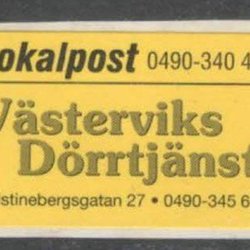 okalpost 0490-340 4
Västerviks
Dörrtjänst
stinebergsgatan 27 • 0490-345 6